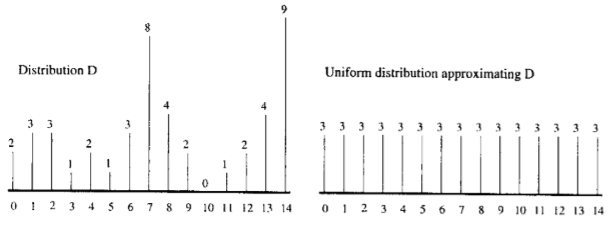 Distribution D
2 3 3 1 2 1 3 8 4 2 0 1 2 4 9
0 1 2 3 4 5 6 7 8 9 10 11 12 13 14
Uniform distribution approximating D
3 3 3 3 3 3 3 3 3 3 3 3 3 3 3
0 1 2 3 4 5 6 7 8 9 10 11 12 13 14